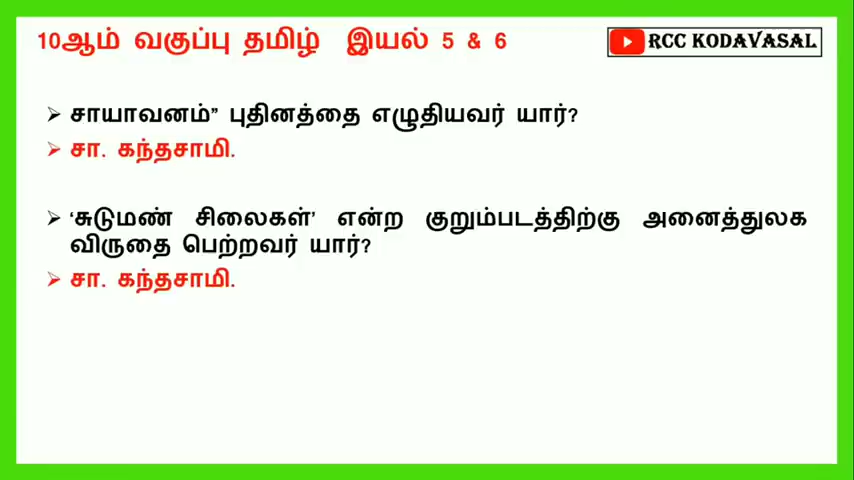 10ஆம் வகுப்பு தமிழ் இயல் 5 & 6
RCC KODAVASAL
➢ சாயாவனம்” புதினத்தை எழுதியவர் யார்?
➢ சா. கந்தசாமி.
➢ ‘சுடுமண் சிலைகள்’ என்ற குறும்படத்திற்கு அனைத்துலக
விருதை பெற்றவர் யார்?
➢ சா. கந்தசாமி.